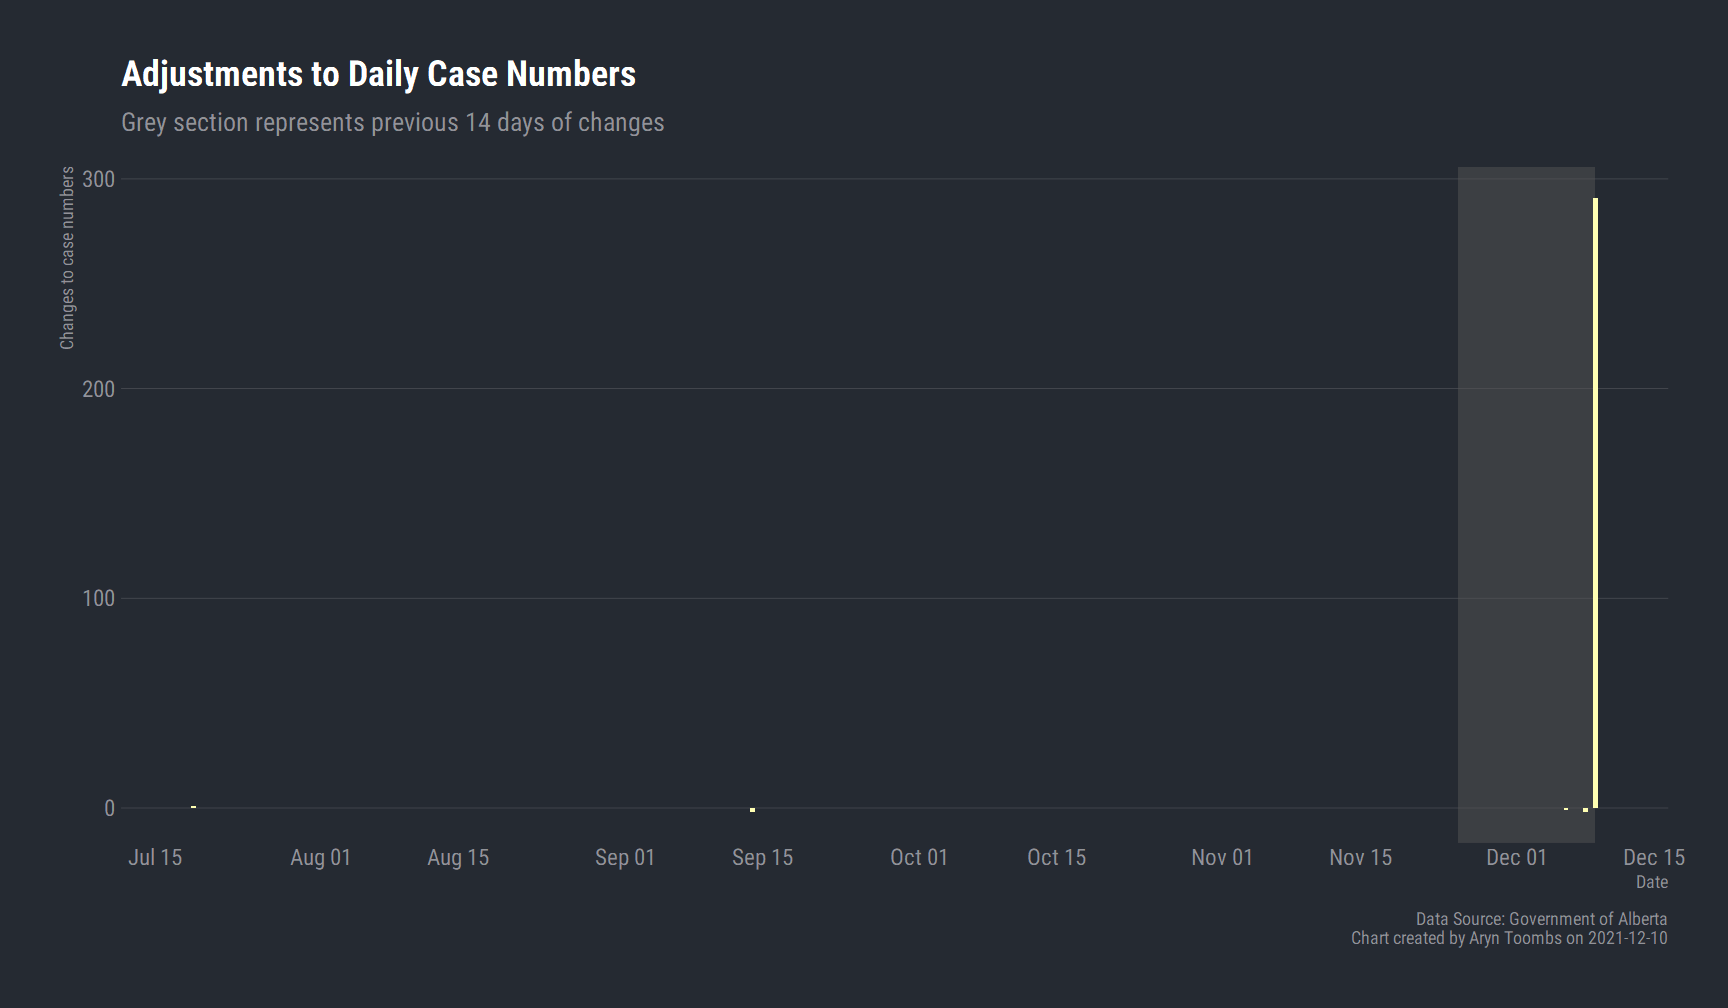 Adjustments to Daily Case Numbers
Grey section represents previous 14 days of changes
Changes to case numbers
300
200
100
0
Jul 15 Aug 01 Aug 15 Sep 01 Sep 15 Oct 01 Oct 15 Nov 01 Nov 15 Dec 01 Dec 15
Date
Data Source: Government of Alberta
Chart created by Aryn Toombs on 2021-12-10